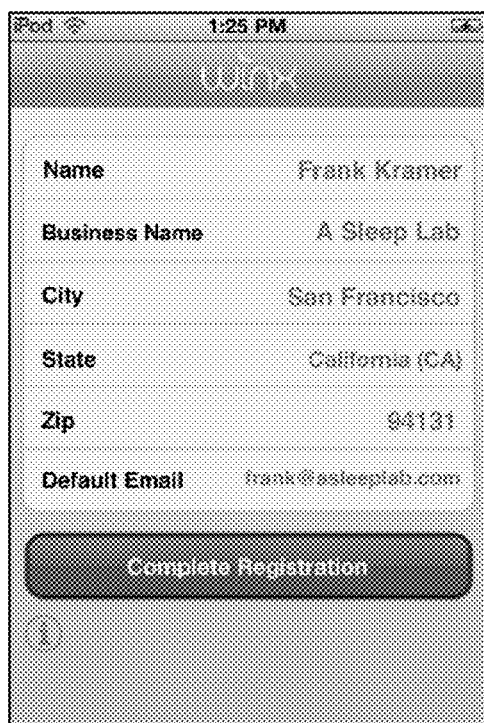 iPod 1:25 PM
winx
Name Frank Kramer
Business Name A Sleep Lab
City San Francisco
State California (CA)
Zip 94131
Default Email frank@asleeplab.com
Complete Registration
i